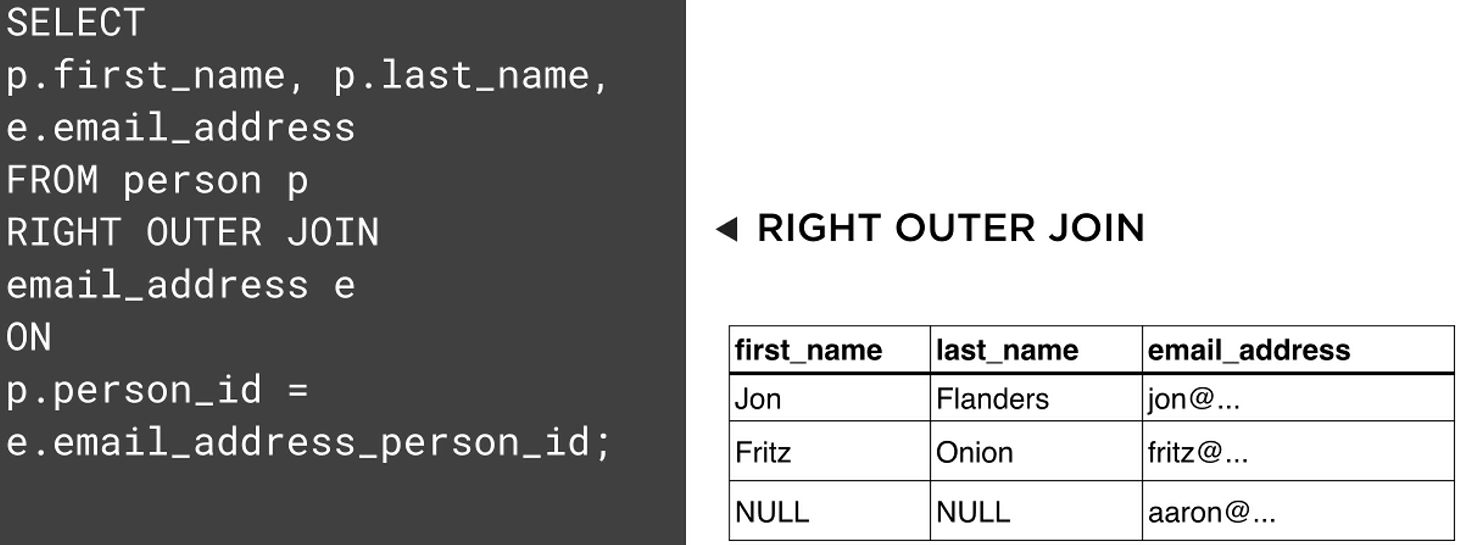 SELECT
p.first_name, p.last_name,
e.email_address
FROM person p
RIGHT OUTER JOIN
email_address e
ON
p.person_id =
e.email_address_person_id;
◀ RIGHT OUTER JOIN
first_name last_name email_address
Jon Flanders jon@...
Fritz Onion fritz@...
NULL NULL aaron@...